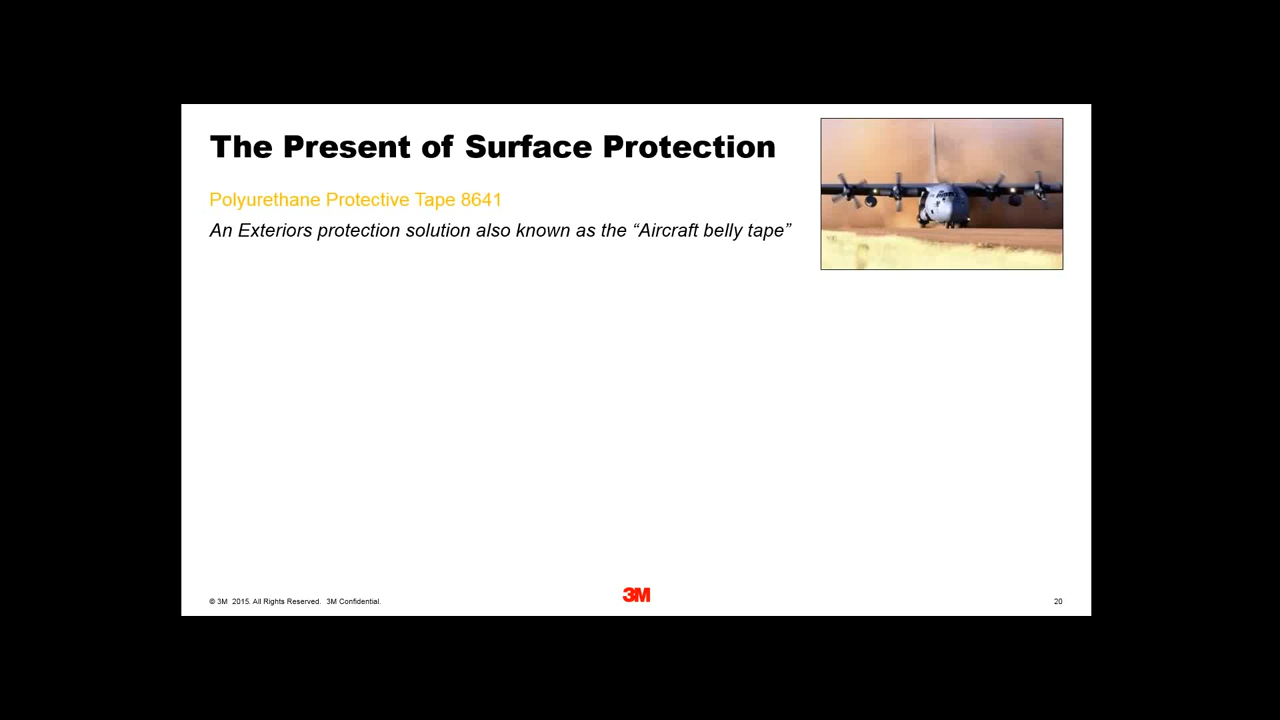 The Present of Surface Protection
Polyurethane Protective Tape 8641
An Exteriors protection solution also known as the “Aircraft belly tape”
© 3M 2015. All Rights Reserved. 3M Confidential.
3M
20